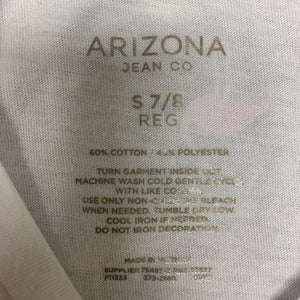 ARIZONA
JEAN CO
S 7/8
REG
60% COTTON / 40% POLYESTER
TURN GARMENT INSIDE OUT.
MACHINE WASH COLD GENTLE CYCLE
WITH LIKE COLORS.
USE ONLY NON-CHLORINE BLEACH
WHEN NEEDED. TUMBLE DRY LOW.
COOL IRON IF NEEDED.
DO NOT IRON DECORATION.
MADE IN VIETNAM
SUPPLIER